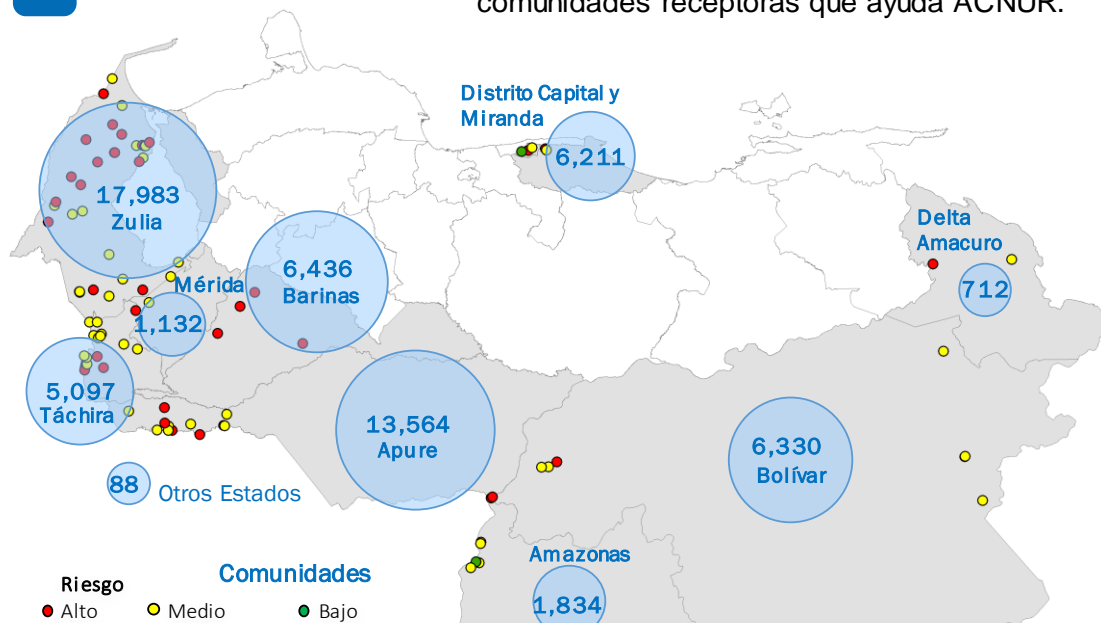 comunidades receptoras que ayuda ACNUR.
Distrito Capital y
Miranda
6,211
17,983
Zulia
Delta
Amacuro
712
6,436
Barinas
Mérida
1,132
5,097
Táchira
13,564
Apure
6,330
Bolívar
88
Otros Estados
Amazonas
1,834
Comunidades
Riesgo
Alto
Medio
Bajo